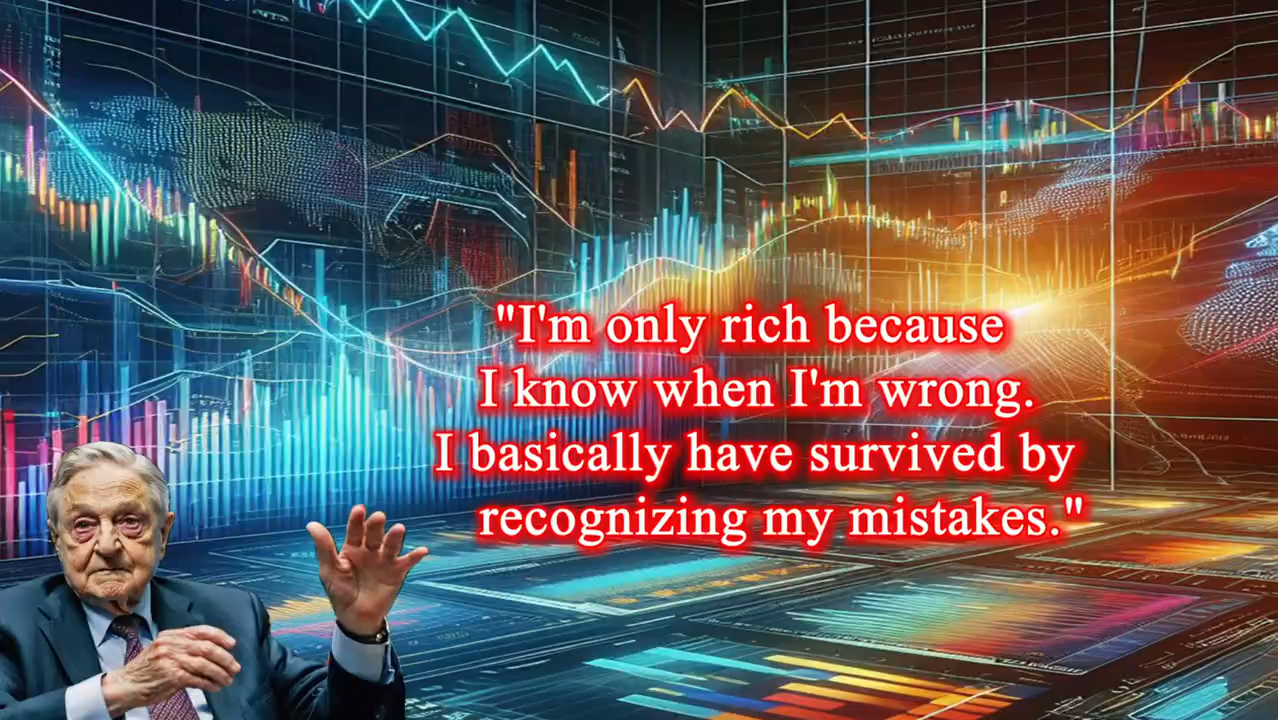 "I'm only rich because
I know when I'm wrong.
I basically have survived by
recognizing my mistakes."